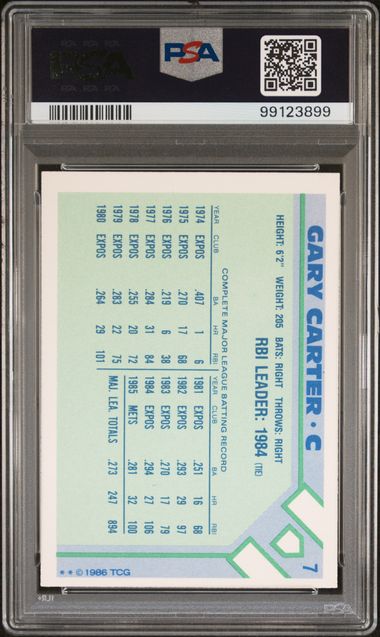 PSA
PSA
99123899
GARY CARTER • C
7
HEIGHT: 6'2" WEIGHT: 205 BATS: RIGHT THROWS: RIGHT
RBI LEADER: 1984 (TIE)
COMPLETE MAJOR LEAGUE BATTING RECORD
YEAR CLUB BA HR RBI YEAR CLUB BA HR RBI
1974 EXPOS .407 1 6 1981 EXPOS .251 16 68
1975 EXPOS .270 17 68 1982 EXPOS .293 29 97
1976 EXPOS .219 6 38 1983 EXPOS .270 17 79
1977 EXPOS .284 31 84 1984 EXPOS .294 27 106
1978 EXPOS .255 20 72 1985 METS .281 32 100
1979 EXPOS .283 22 75 MAJ. LEA. TOTALS .273 247 894
1980 EXPOS .264 29 101
**©1986 TCG